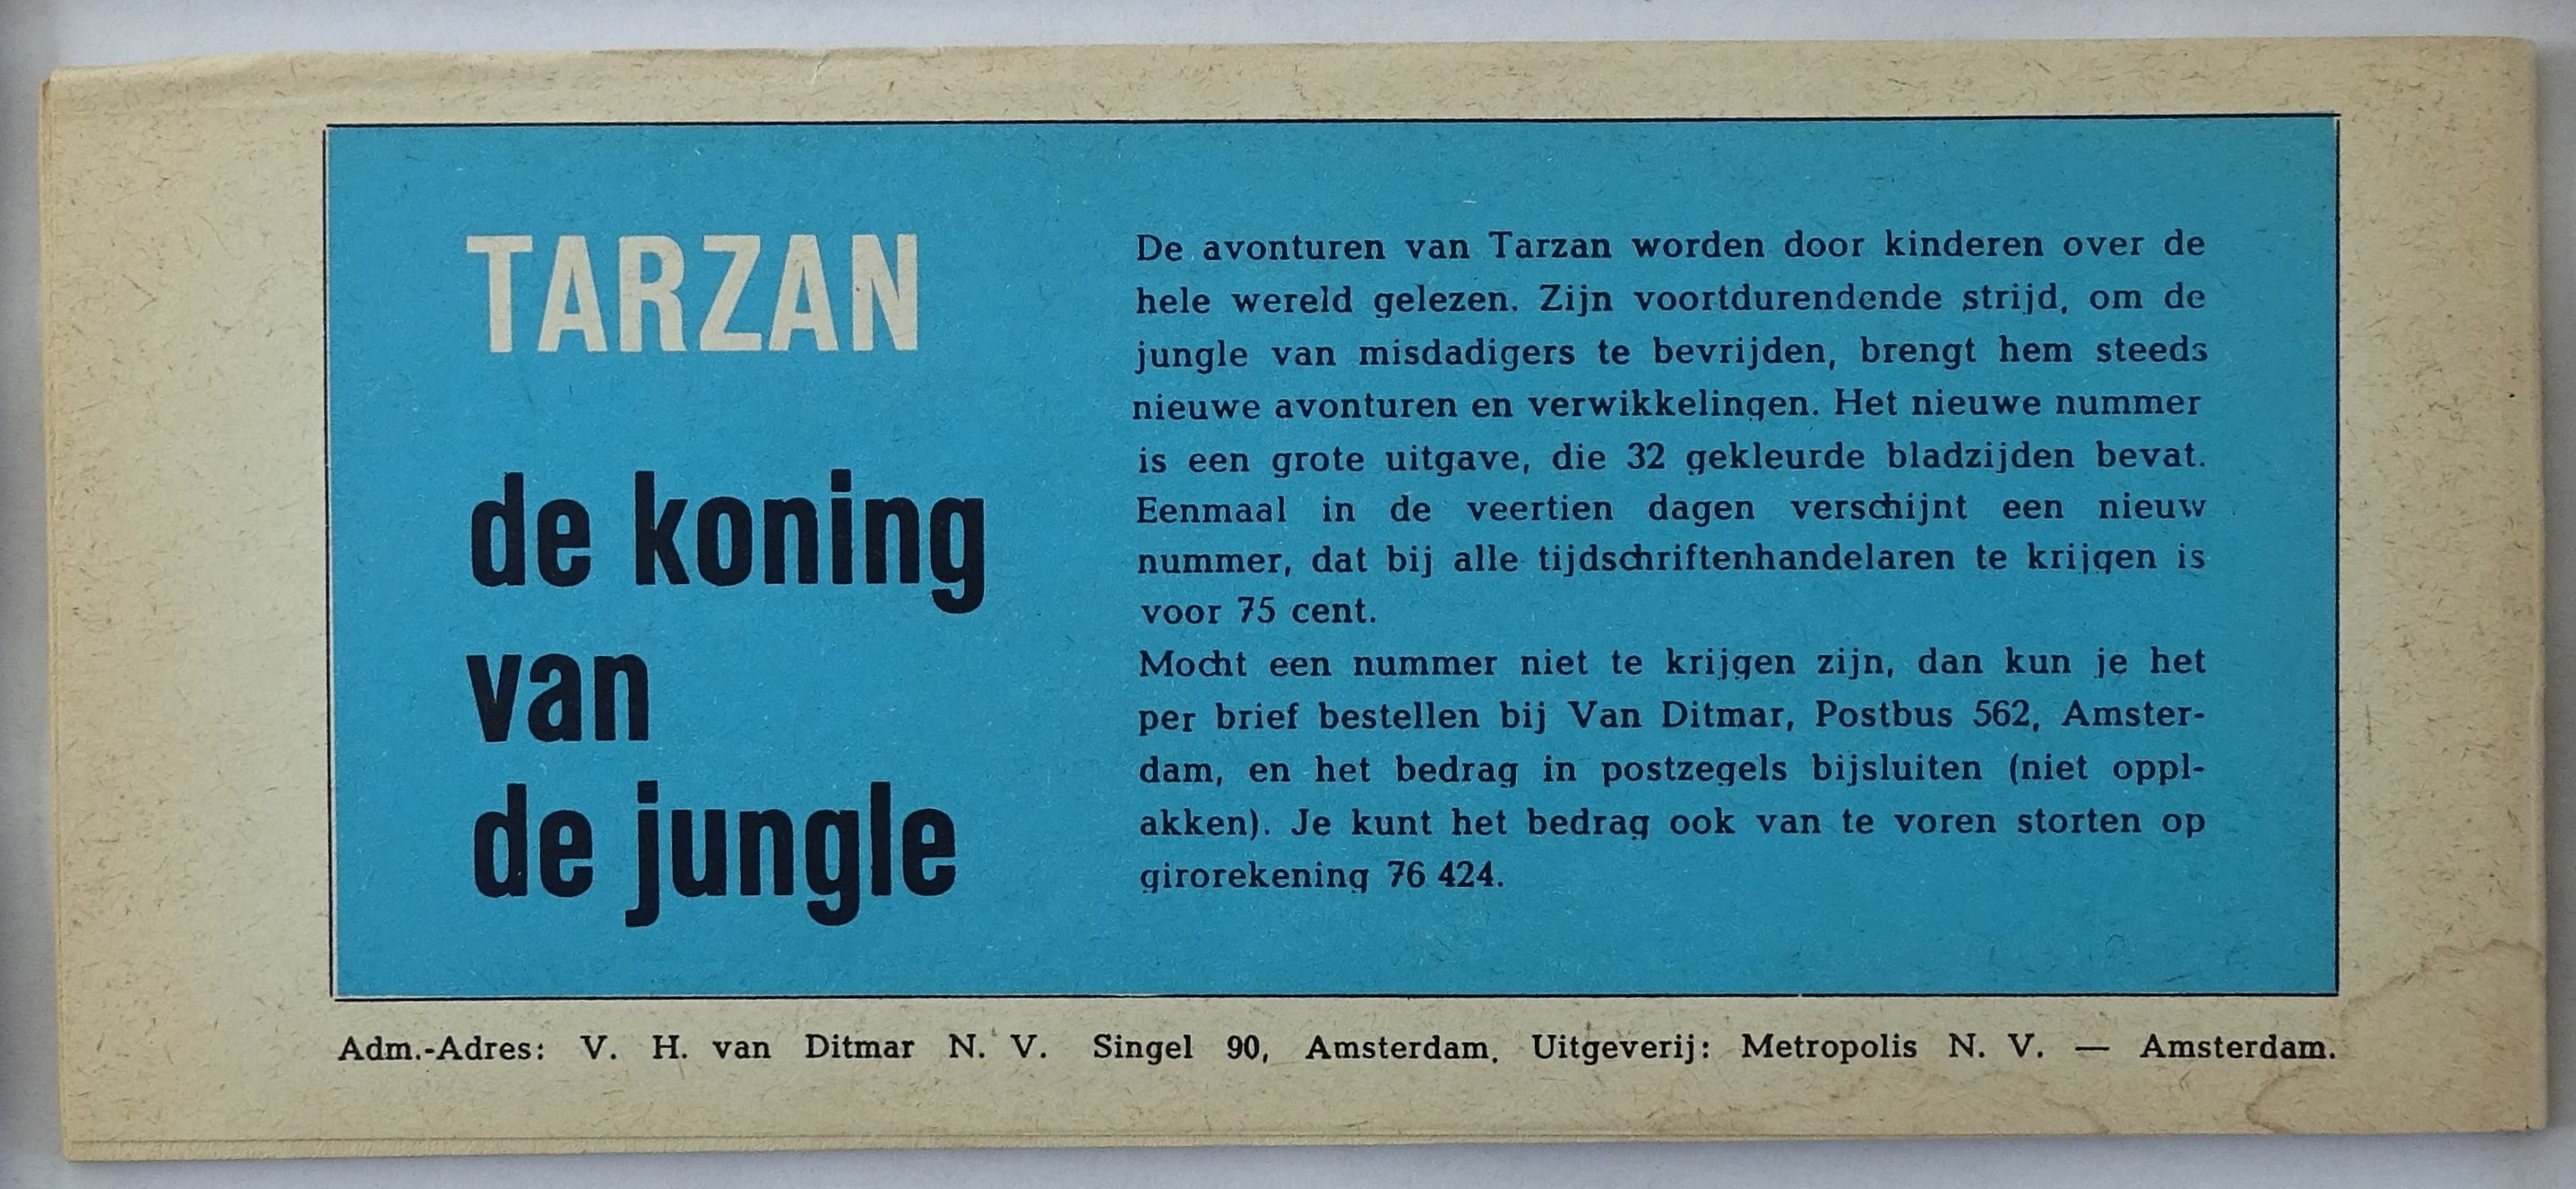 TARZAN
de koning
van
de jungle
De avonturen van Tarzan worden door kinderen over de
hele wereld gelezen. Zijn voortdurendende strijd, om de
jungle van misdadigers te bevrijden, brengt hem steeds
nieuwe avonturen en verwikkelingen. Het nieuwe nummer
is een grote uitgave, die 32 gekleurde bladzijden bevat.
Eenmaal in de veertien dagen verschijnt een nieuw
nummer, dat bij alle tijdschriftenhandelaren te krijgen is
voor 75 cent.
Mocht een nummer niet te krijgen zijn, dan kun je het
per brief bestellen bij Van Ditmar, Postbus 562, Amster-
dam, en het bedrag in postzegels bijsluiten (niet oppl-
akken). Je kunt het bedrag ook van te voren storten op
girorekening 76 424.
Adm.-Adres: V. H. van Ditmar N. V. Singel 90, Amsterdam. Uitgeverij: Metropolis N. V. — Amsterdam.